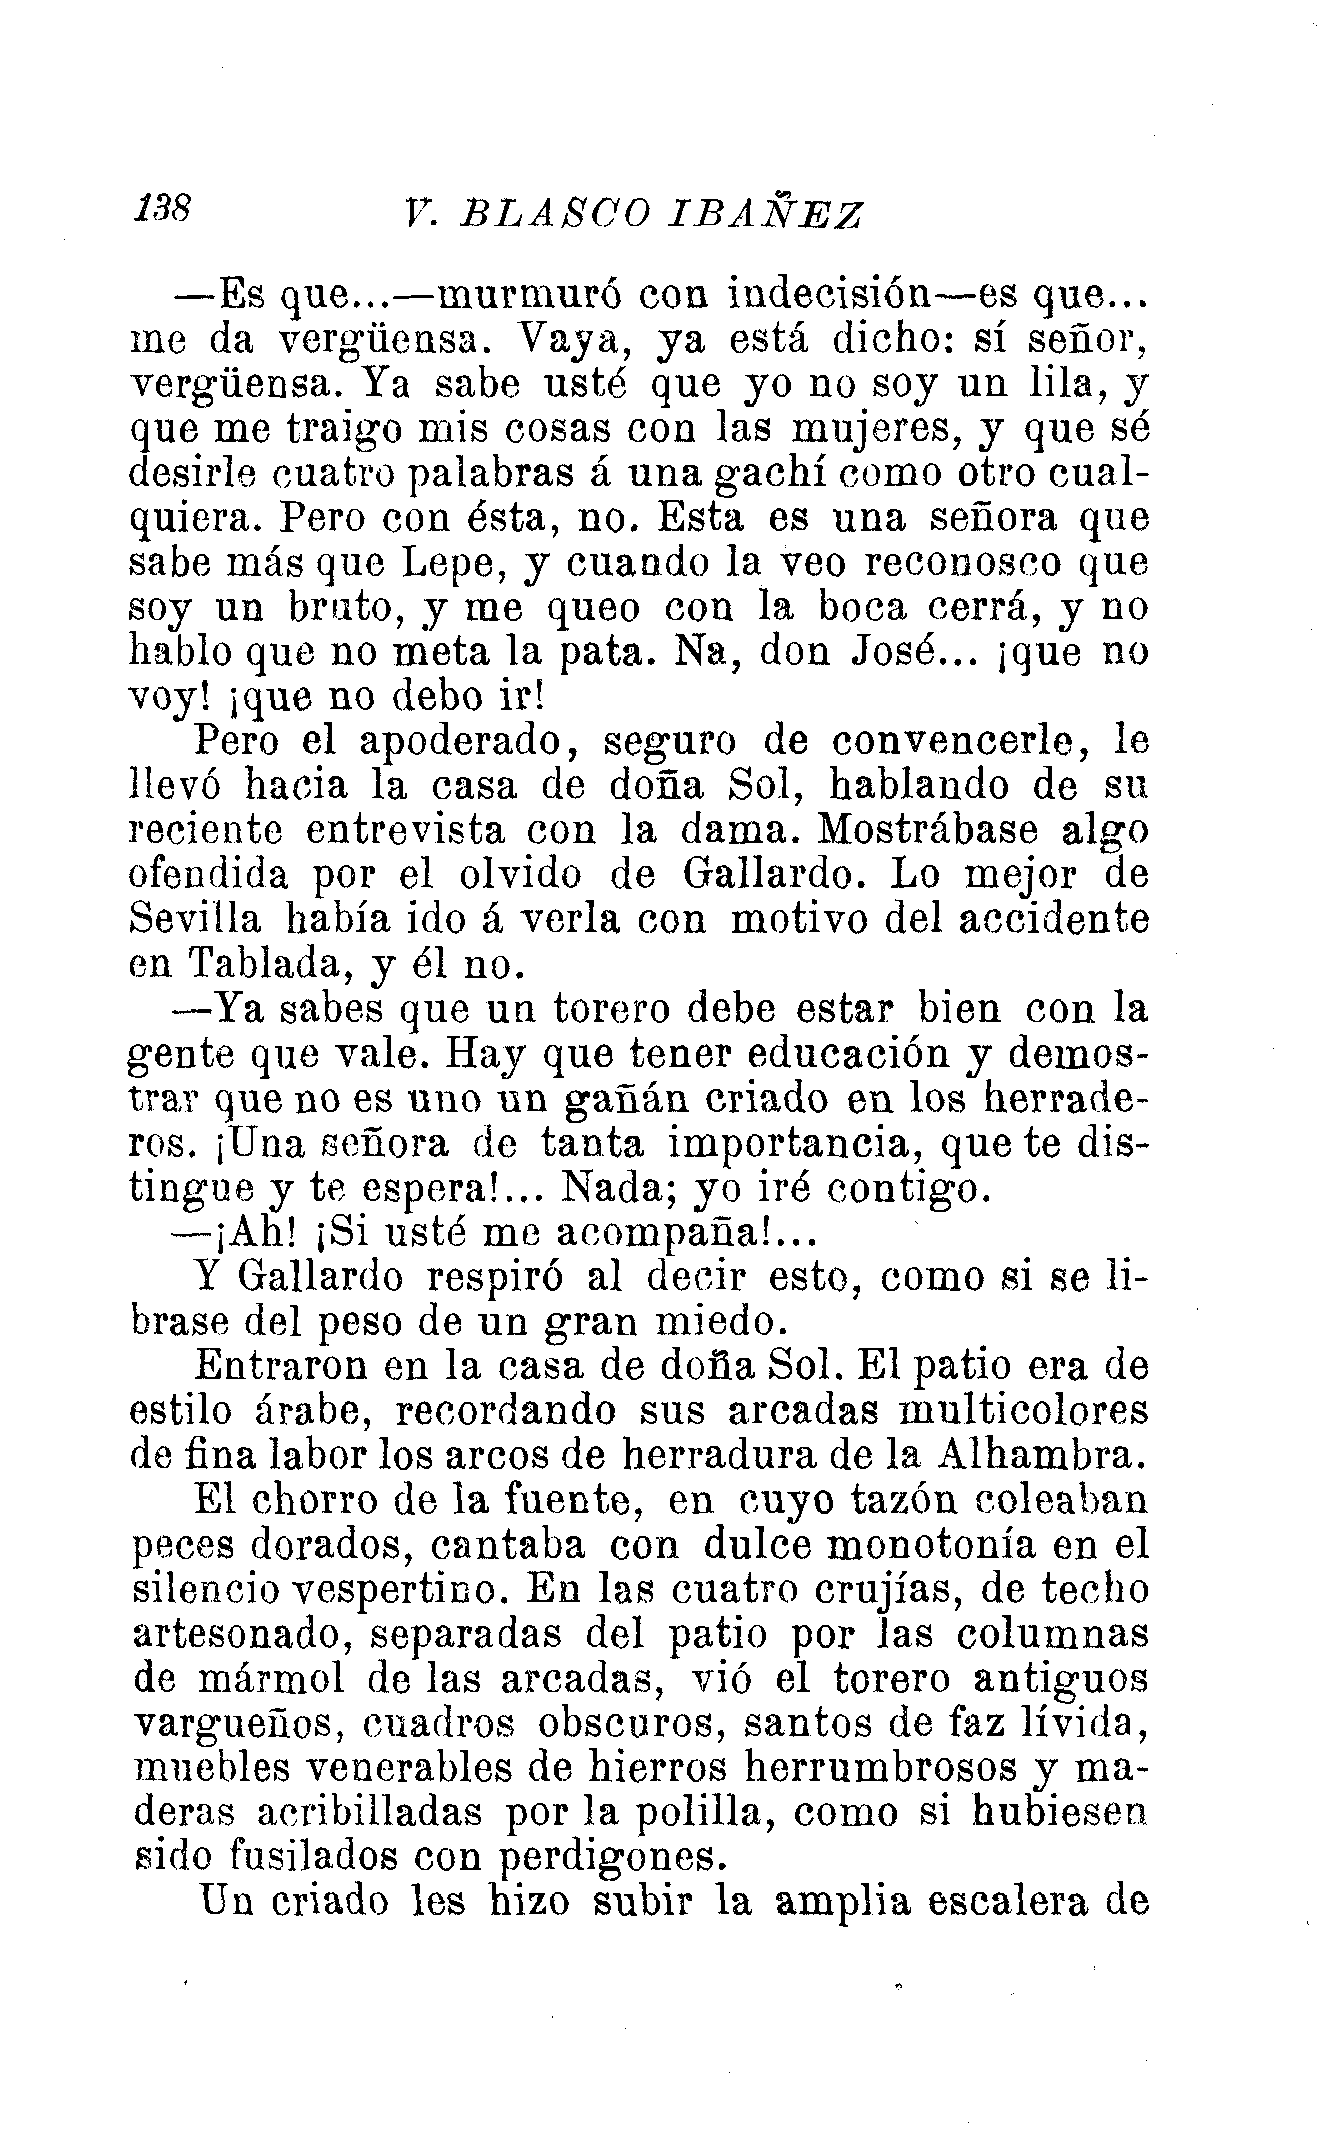 138 V. BLASCO IBAÑEZ
—Es que...—murmuró con indecisión—es que...
me da vergüensa. Vaya, ya está dicho: sí señor,
vergüensa. Ya sabe usté que yo no soy un lila, y
que me traigo mis cosas con las mujeres, y que sé
desirle cuatro palabras á una gachí como otro cual-
quiera. Pero con ésta, no. Esta es una señora que
sabe más que Lepe, y cuando la veo reconosco que
soy un bruto, y me queo con la boca cerrá, y no
hablo que no meta la pata. Na, don José... ¡que no
voy! ¡que no debo ir!
Pero el apoderado, seguro de convencerle, le
llevó hacia la casa de doña Sol, hablando de su
reciente entrevista con la dama. Mostrábase algo
ofendida por el olvido de Gallardo. Lo mejor de
Sevilla había ido á verla con motivo del accidente
en Tablada, y él no.
—Ya sabes que un torero debe estar bien con la
gente que vale. Hay que tener educación y demos-
trar que no es uno un gañán criado en los herrade-
ros. ¡Una señora de tanta importancia, que te dis-
tingue y te espera!... Nada; yo iré contigo.
—¡Ah! ¡Si usté me acompaña!...
Y Gallardo respiró al decir esto, como si se li-
brase del peso de un gran miedo.
Entraron en la casa de doña Sol. El patio era de
estilo árabe, recordando sus arcadas multicolores
de fina labor los arcos de herradura de la Alhambra.
El chorro de la fuente, en cuyo tazón coleaban
peces dorados, cantaba con dulce monotonía en el
silencio vespertino. En las cuatro crujías, de techo
artesonado, separadas del patio por las columnas
de mármol de las arcadas, vió el torero antiguos
vargueños, cuadros obscuros, santos de faz lívida,
muebles venerables de hierros herrumbrosos y ma-
deras acribilladas por la polilla, como si hubiesen
sido fusilados con perdigones.
Un criado les hizo subir la amplia escalera de